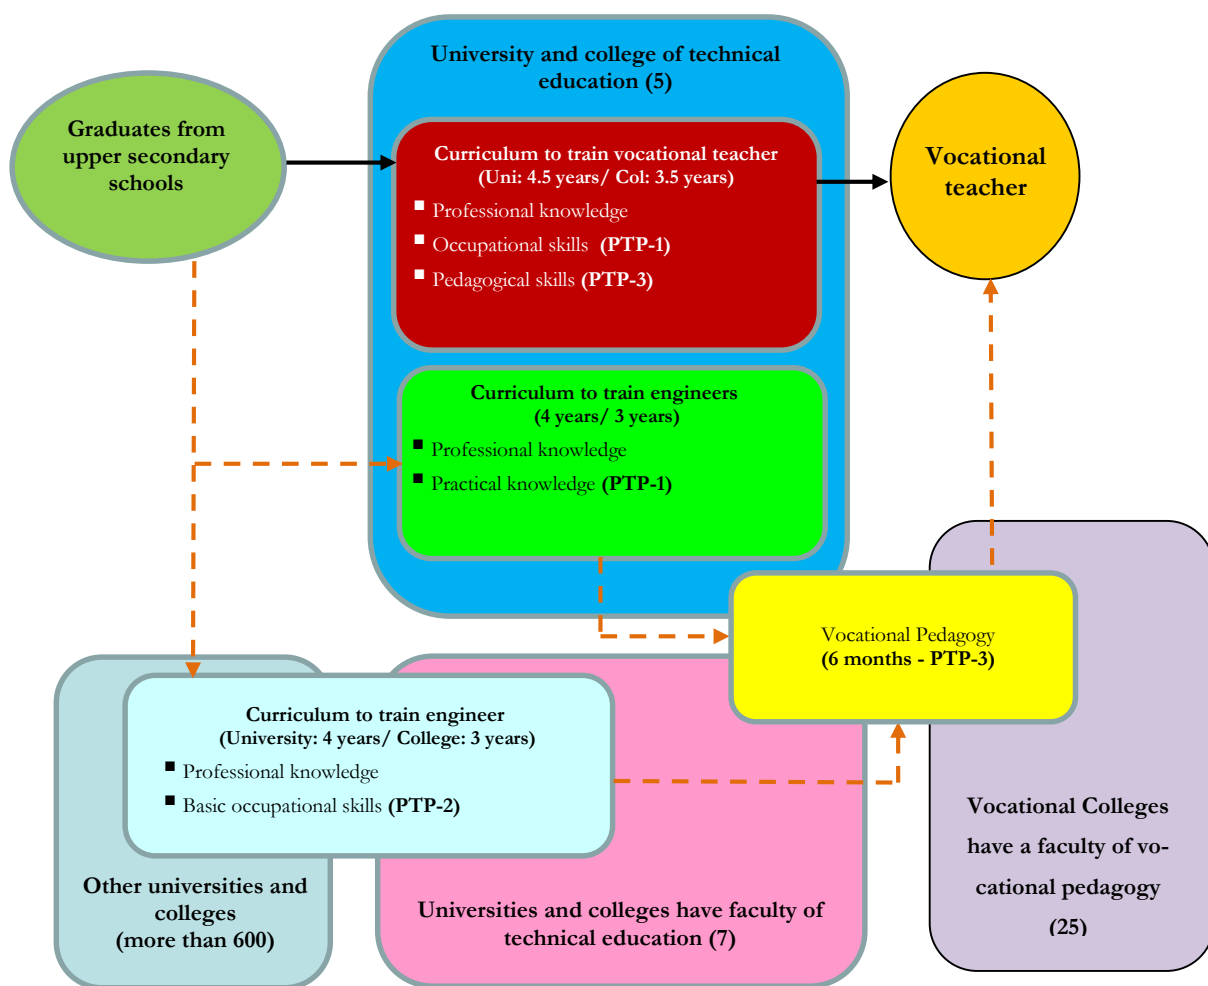 University and college of technical
education (5)
Graduates from
upper secondary
schools
Curriculum to train vocational teacher
(Uni: 4.5 years/ Col: 3.5 years)
▪ Professional knowledge
▪ Occupational skills (PTP-1)
▪ Pedagogical skills (PTP-3)
Vocational
teacher
Curriculum to train engineers
(4 years/ 3 years)
▪ Professional knowledge
▪ Practical knowledge (PTP-1)
Vocational Pedagogy
(6 months - PTP-3)
Curriculum to train engineer
(University: 4 years/ College: 3 years)
▪ Professional knowledge
▪ Basic occupational skills (PTP-2)
Other universities and
colleges
(more than 600)
Universities and colleges have faculty of
technical education (7)
Vocational Colleges
have a faculty of vo-
cational pedagogy
(25)